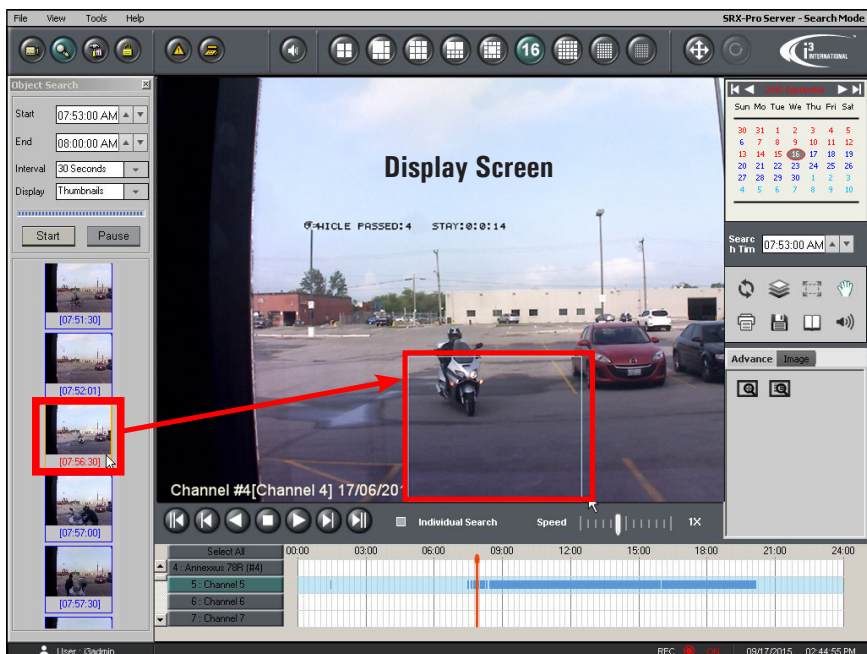 File View Tools Help
SRX-Pro Server - Search Mode
16
i3 INTERNATIONAL
Object Search
Start 07:53:00 AM
End 08:00:00 AM
Interval 30 Seconds
Display Thumbnails
Start Pause
[07:51:30]
[07:52:01]
[07:56:30]
[07:57:00]
[07:57:30]
Display Screen
HICLE PASSED:4 STAY:0:0:14
Channel #4[Channel 4] 17/06/20
Individual Search Speed 1X
Sun Mo Tue We Thu Fri Sat
30 31 1 2 3 4 5
6 7 8 9 10 11 12
13 14 15 16 17 18 19
20 21 22 23 24 25 26
27 28 29 30 1 2 3
4 5 6 7 8 9 10
Searc
h Tim 07:53:00 AM
Advance Image
Select All 00:00 03:00 06:00 09:00 12:00 15:00 18:00 21:00 24:00
4 : Annexxus 78R (#4)
5 : Channel 5
6 : Channel 6
7 : Channel 7
User : i3admin
REC ON 09/17/2015 02:44:55 PM